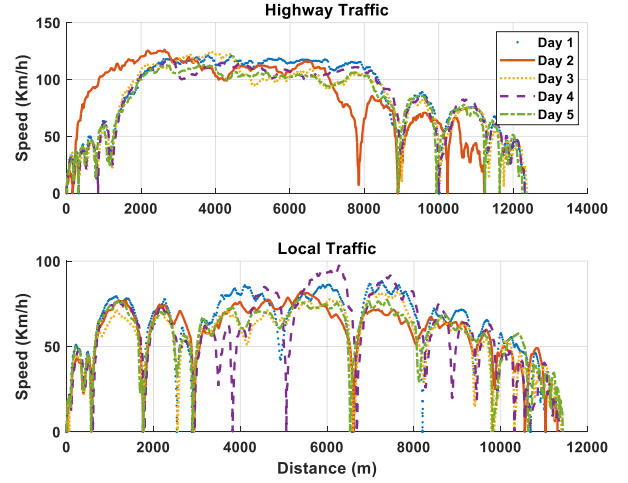 Highway Traffic
150
100
50
0
Speed (Km/h)
Day 1
Day 2
Day 3
Day 4
Day 5
0 2000 4000 6000 8000 10000 12000 14000
Local Traffic
100
50
0
Speed (Km/h)
0 2000 4000 6000 8000 10000 12000
Distance (m)